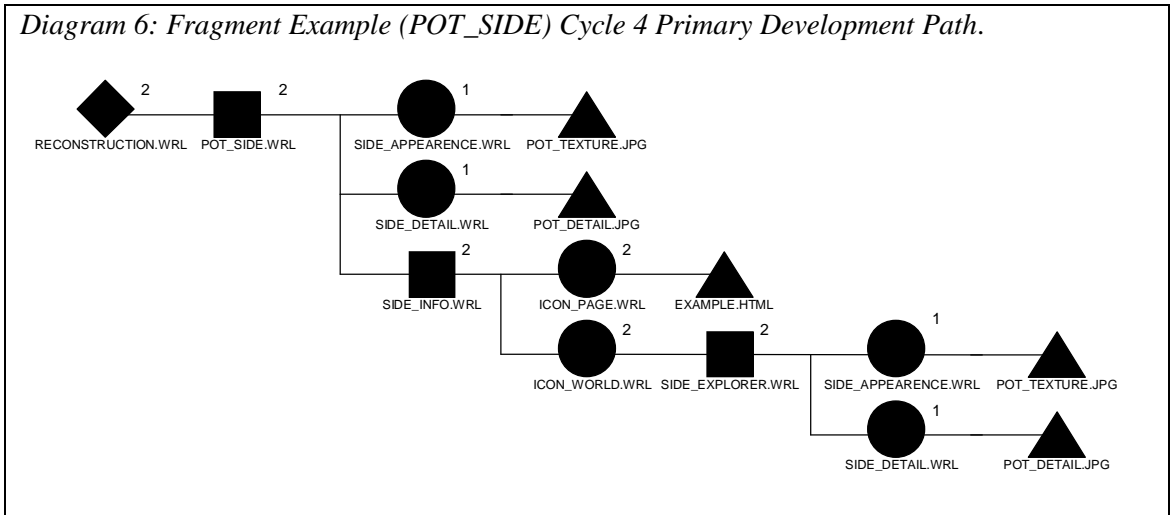 Diagram 6: Fragment Example (POT_SIDE) Cycle 4 Primary Development Path.
2 2 1
RECONSTRUCTION.WRL POT_SIDE.WRL SIDE_APPEARENCE.WRL POT_TEXTURE.JPG
1
SIDE_DETAIL.WRL POT_DETAIL.JPG
2 2
SIDE_INFO.WRL ICON_PAGE.WRL EXAMPLE.HTML
2 2 1
ICON_WORLD.WRL SIDE_EXPLORER.WRL SIDE_APPEARENCE.WRL POT_TEXTURE.JPG
1
SIDE_DETAIL.WRL POT_DETAIL.JPG